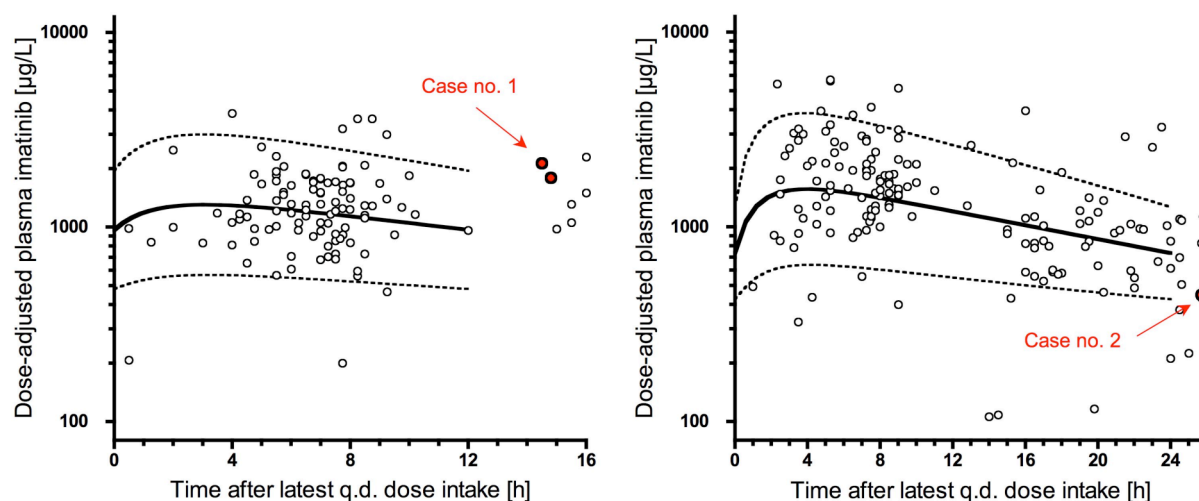 Dose-adjusted plasma imatinib [µg/L]
10000
1000
100
Case no. 1
0 4 8 12 16
Time after latest q.d. dose intake [h]
Dose-adjusted plasma imatinib [µg/L]
10000
1000
100
Case no. 2
0 4 8 12 16 20 24
Time after latest q.d. dose intake [h]